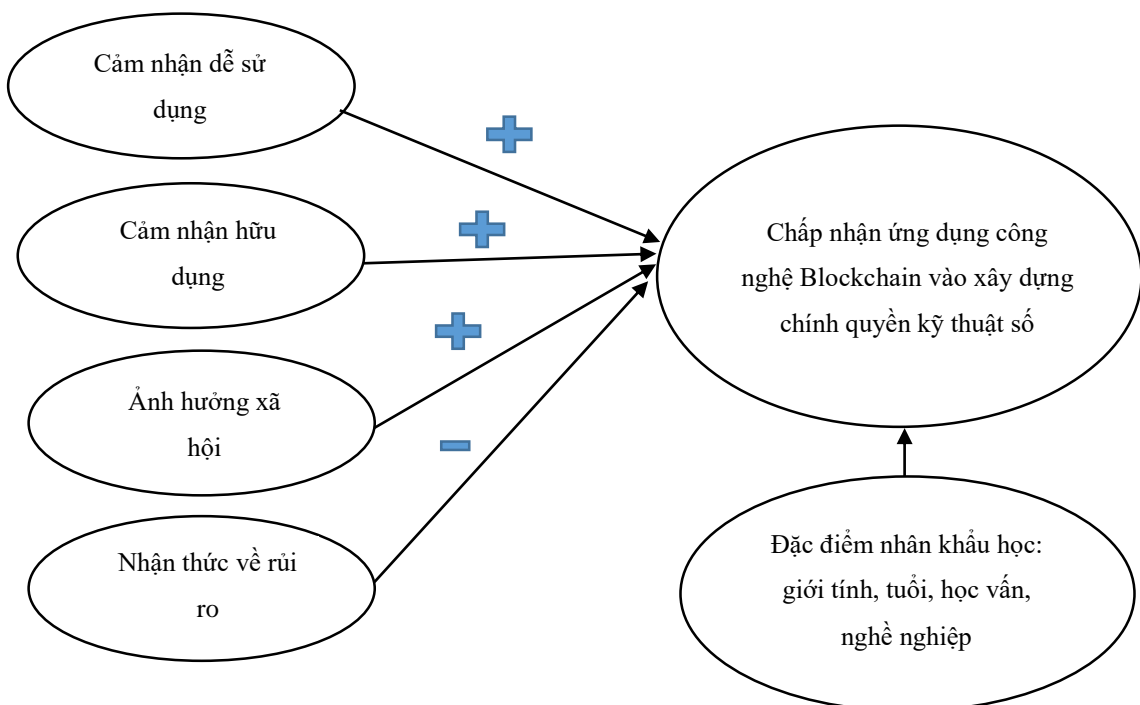 Cảm nhận dễ sử
dụng
Cảm nhận hữu
dụng
Ảnh hưởng xã
hội
Nhận thức về rủi
ro
Chấp nhận ứng dụng công
nghệ Blockchain vào xây dựng
chính quyền kỹ thuật số
Đặc điểm nhân khẩu học:
giới tính, tuổi, học vấn,
nghề nghiệp